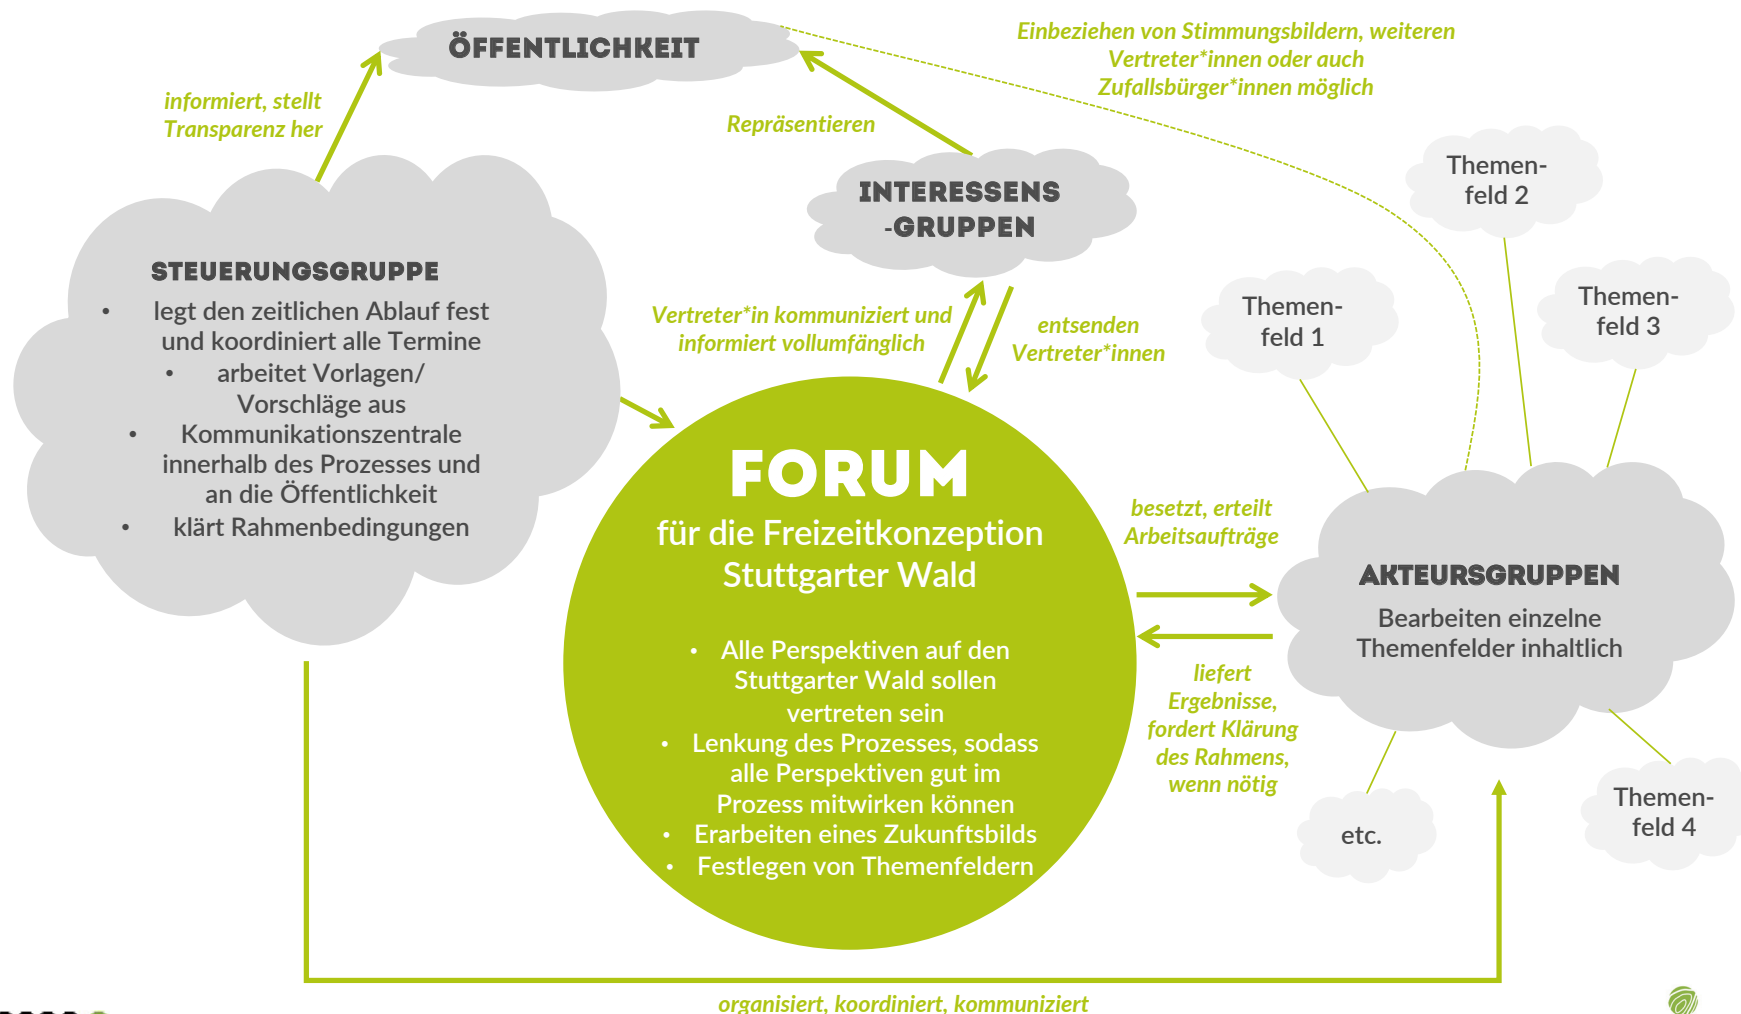 ÖFFENTLICHKEIT
Einbeziehen von Stimmungsbildern, weiteren
Vertreter*innen oder auch
Zufallsbürger*innen möglich
informiert, stellt
Transparenz her
Repräsentieren
INTERESSENS
-GRUPPEN
Themen-
feld 2
STEUERUNGSGRUPPE
• legt den zeitlichen Ablauf fest
und koordiniert alle Termine
• arbeitet Vorlagen/
Vorschläge aus
• Kommunikationszentrale
innerhalb des Prozesses und
an die Öffentlichkeit
• klärt Rahmenbedingungen
Vertreter*in kommuniziert und
informiert vollumfänglich
entsenden
Vertreter*innen
Themen-
feld 1
Themen-
feld 3
FORUM
für die Freizeitkonzeption
Stuttgarter Wald
• Alle Perspektiven auf den
Stuttgarter Wald sollen
vertreten sein
• Lenkung des Prozesses, sodass
alle Perspektiven gut im
Prozess mitwirken können
• Erarbeiten eines Zukunftsbilds
• Festlegen von Themenfeldern
besetzt, erteilt
Arbeitsaufträge
AKTEURSGRUPPEN
Bearbeiten einzelne
Themenfelder inhaltlich
liefert
Ergebnisse,
fordert Klärung
des Rahmens,
wenn nötig
etc.
Themen-
feld 4
organisiert, koordiniert, kommuniziert